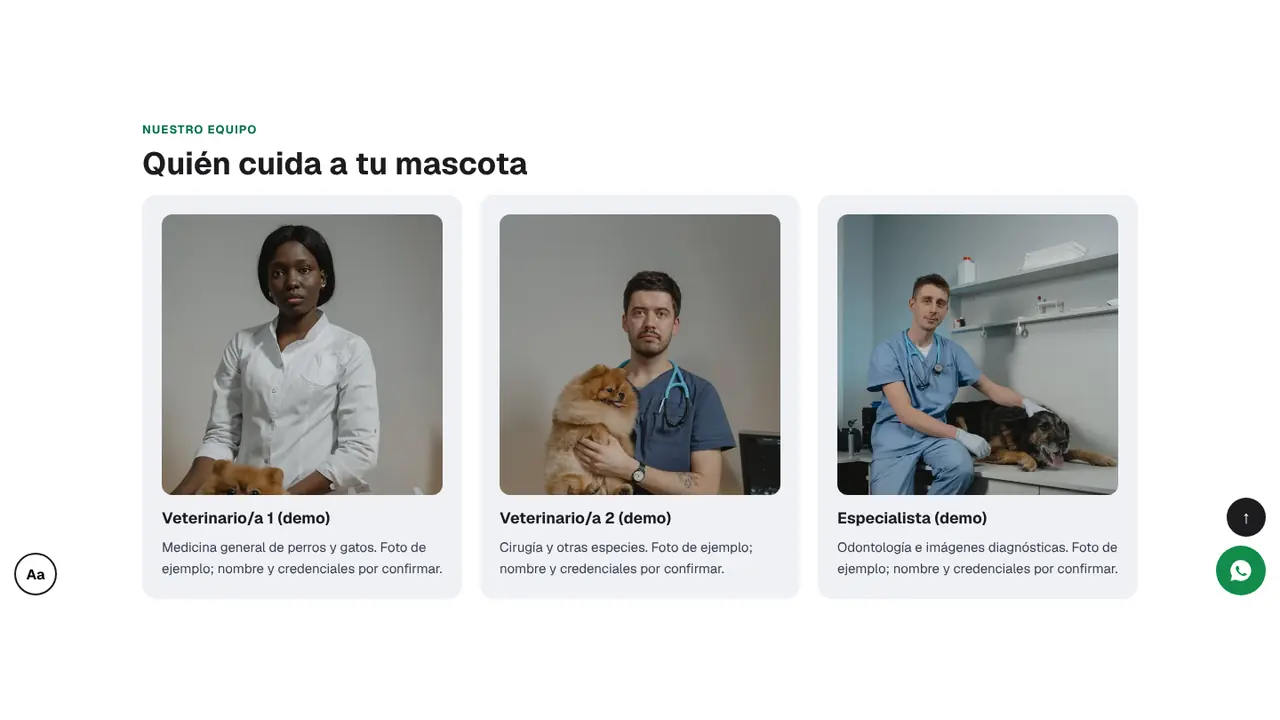 NUESTRO EQUIPO
Quién cuida a tu mascota
Veterinario/a 1 (demo)
Medicina general de perros y gatos. Foto de
ejemplo; nombre y credenciales por confirmar.
Veterinario/a 2 (demo)
Cirugía y otras especies. Foto de ejemplo;
nombre y credenciales por confirmar.
Especialista (demo)
Odontología e imágenes diagnósticas. Foto de
ejemplo; nombre y credenciales por confirmar.
Aa
↑